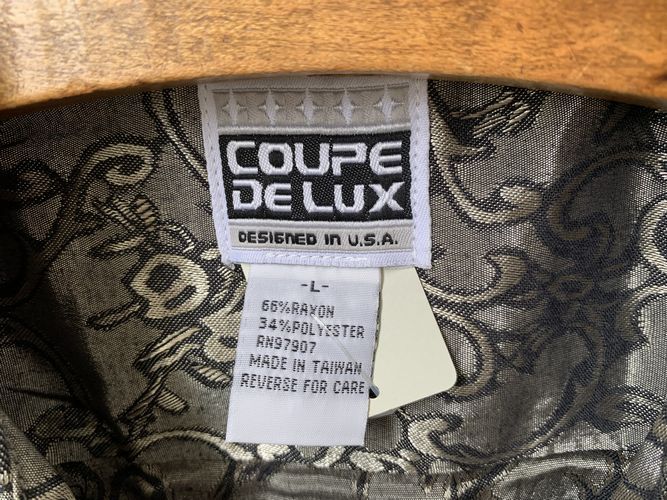 COUPE
DE LUX
DESIGNED IN U.S.A.
-L-
66%RAYON
34%POLYESTER
RN97907
MADE IN TAIWAN
REVERSE FOR CARE